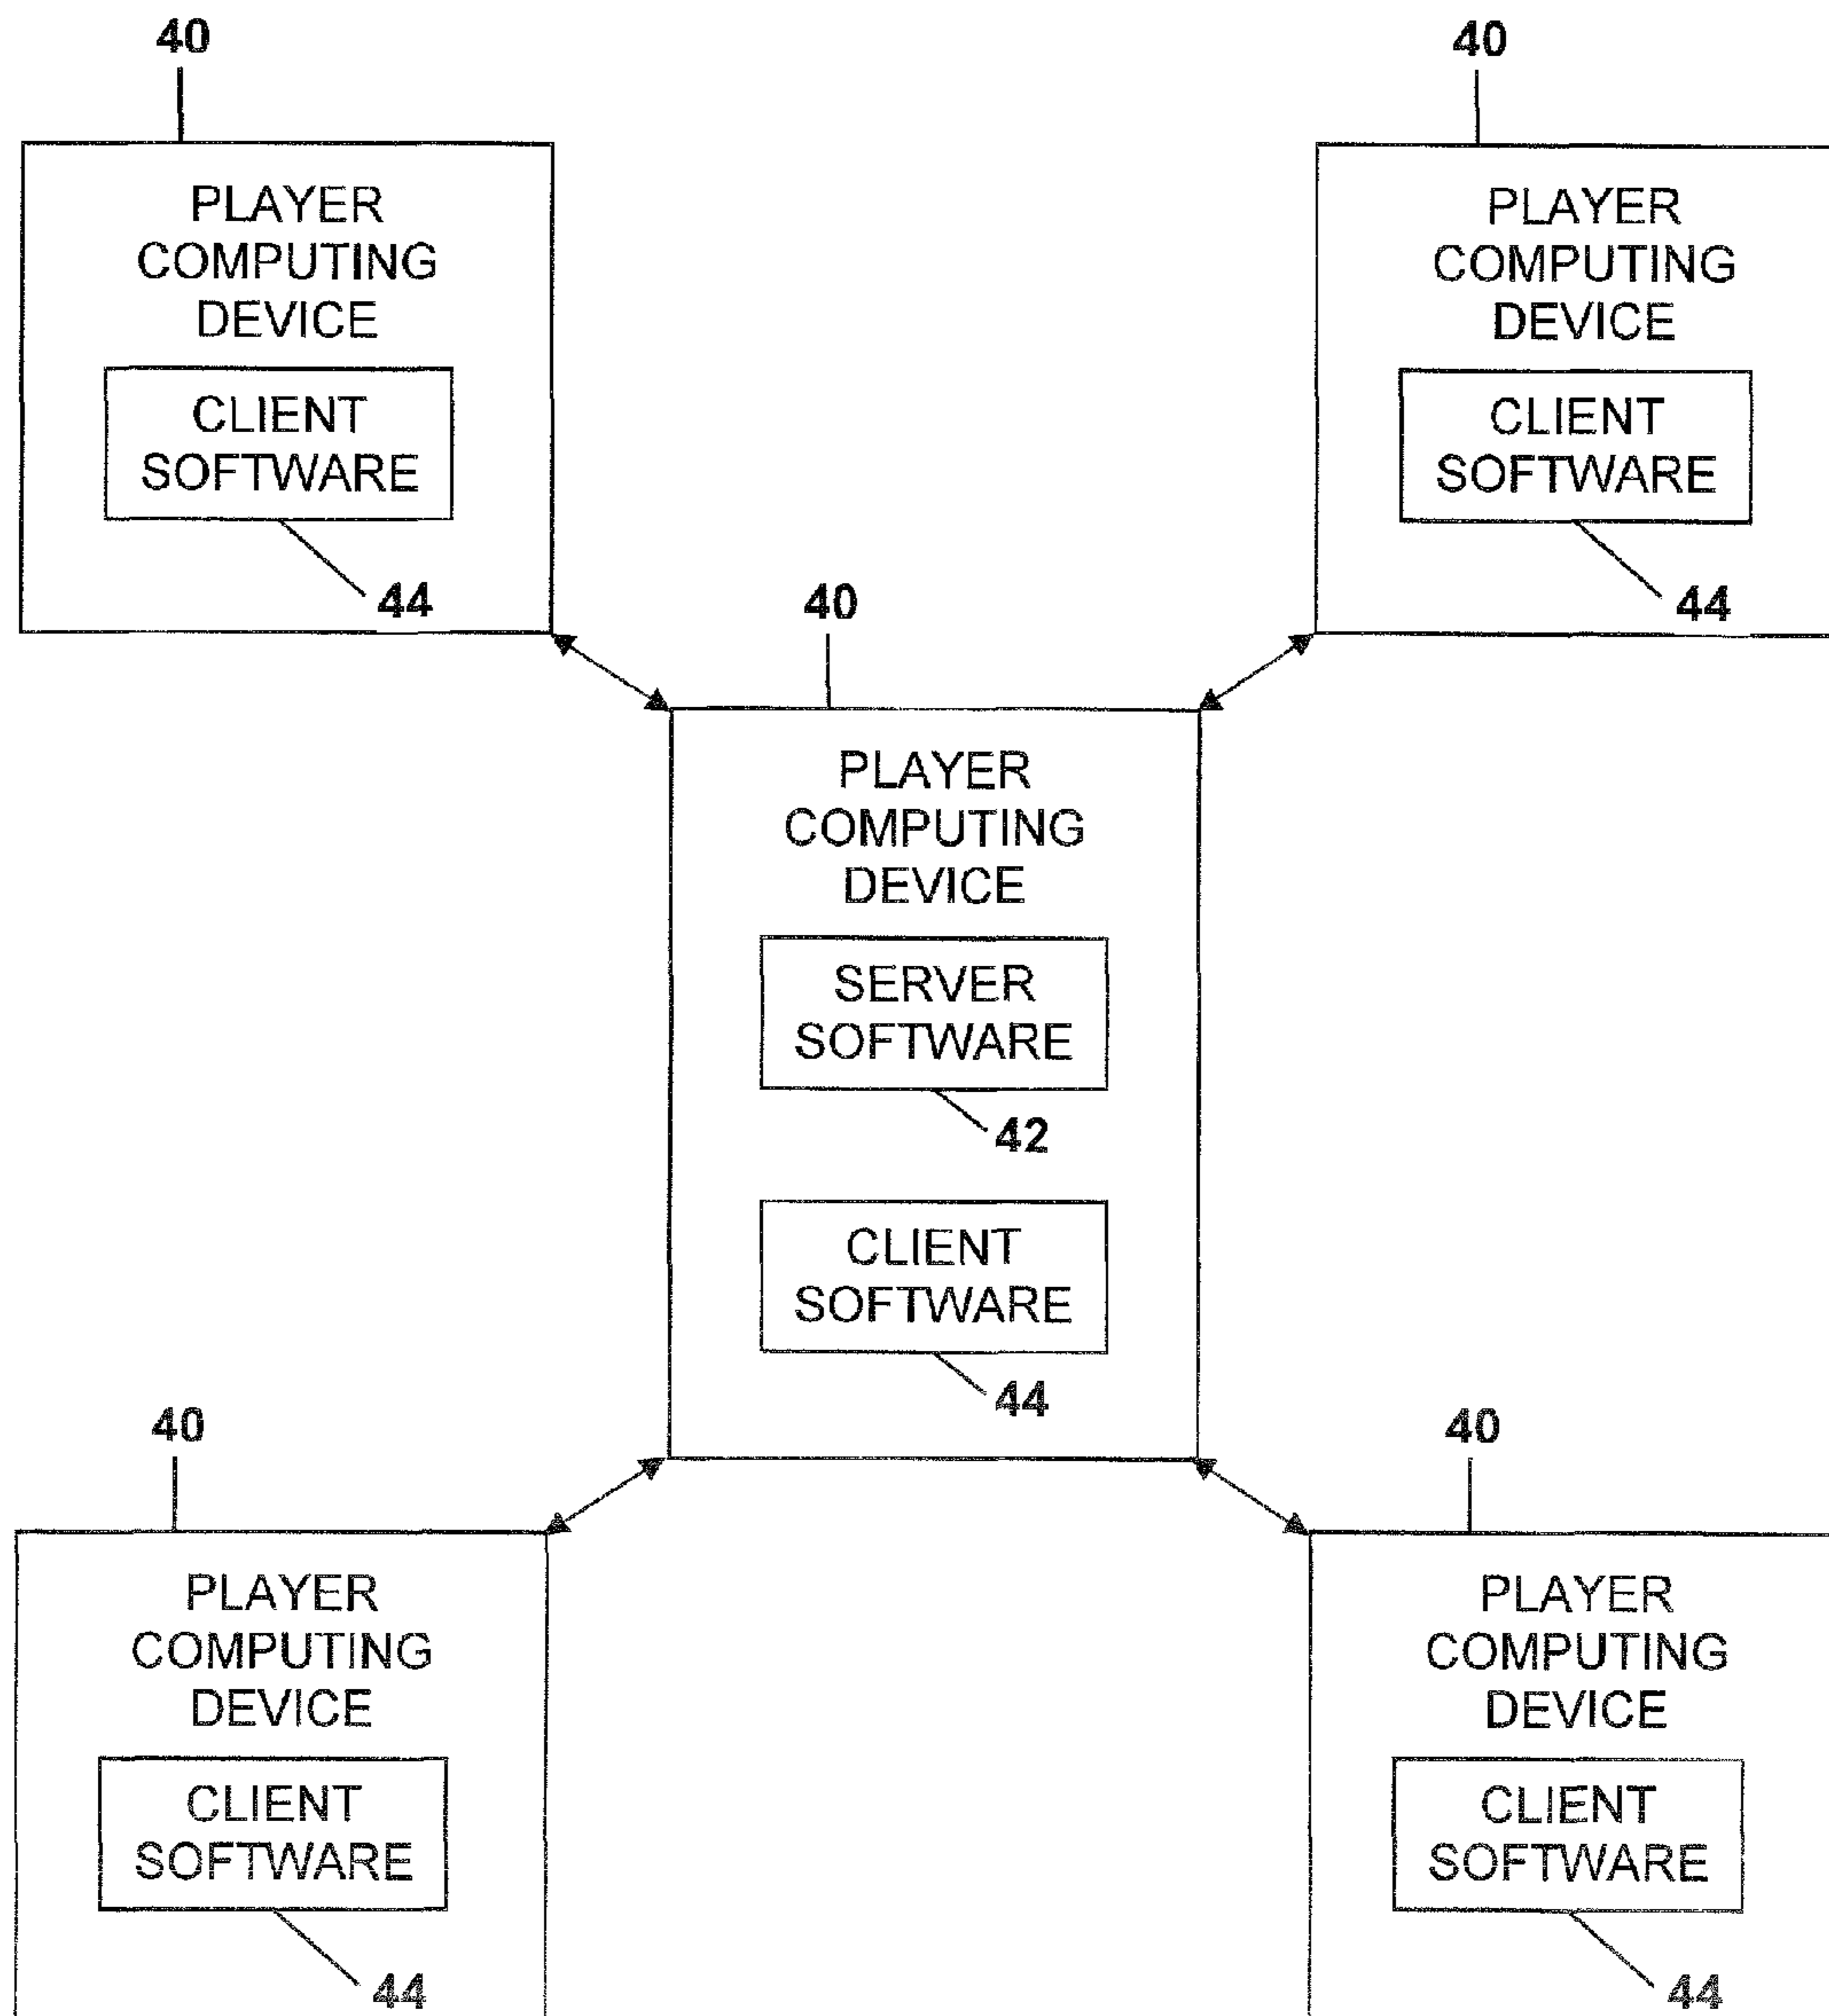 40
PLAYER
COMPUTING
DEVICE
CLIENT
SOFTWARE
44
40
PLAYER
COMPUTING
DEVICE
CLIENT
SOFTWARE
44
40
PLAYER
COMPUTING
DEVICE
SERVER
SOFTWARE
42
CLIENT
SOFTWARE
44
40
PLAYER
COMPUTING
DEVICE
CLIENT
SOFTWARE
44
40
PLAYER
COMPUTING
DEVICE
CLIENT
SOFTWARE
44